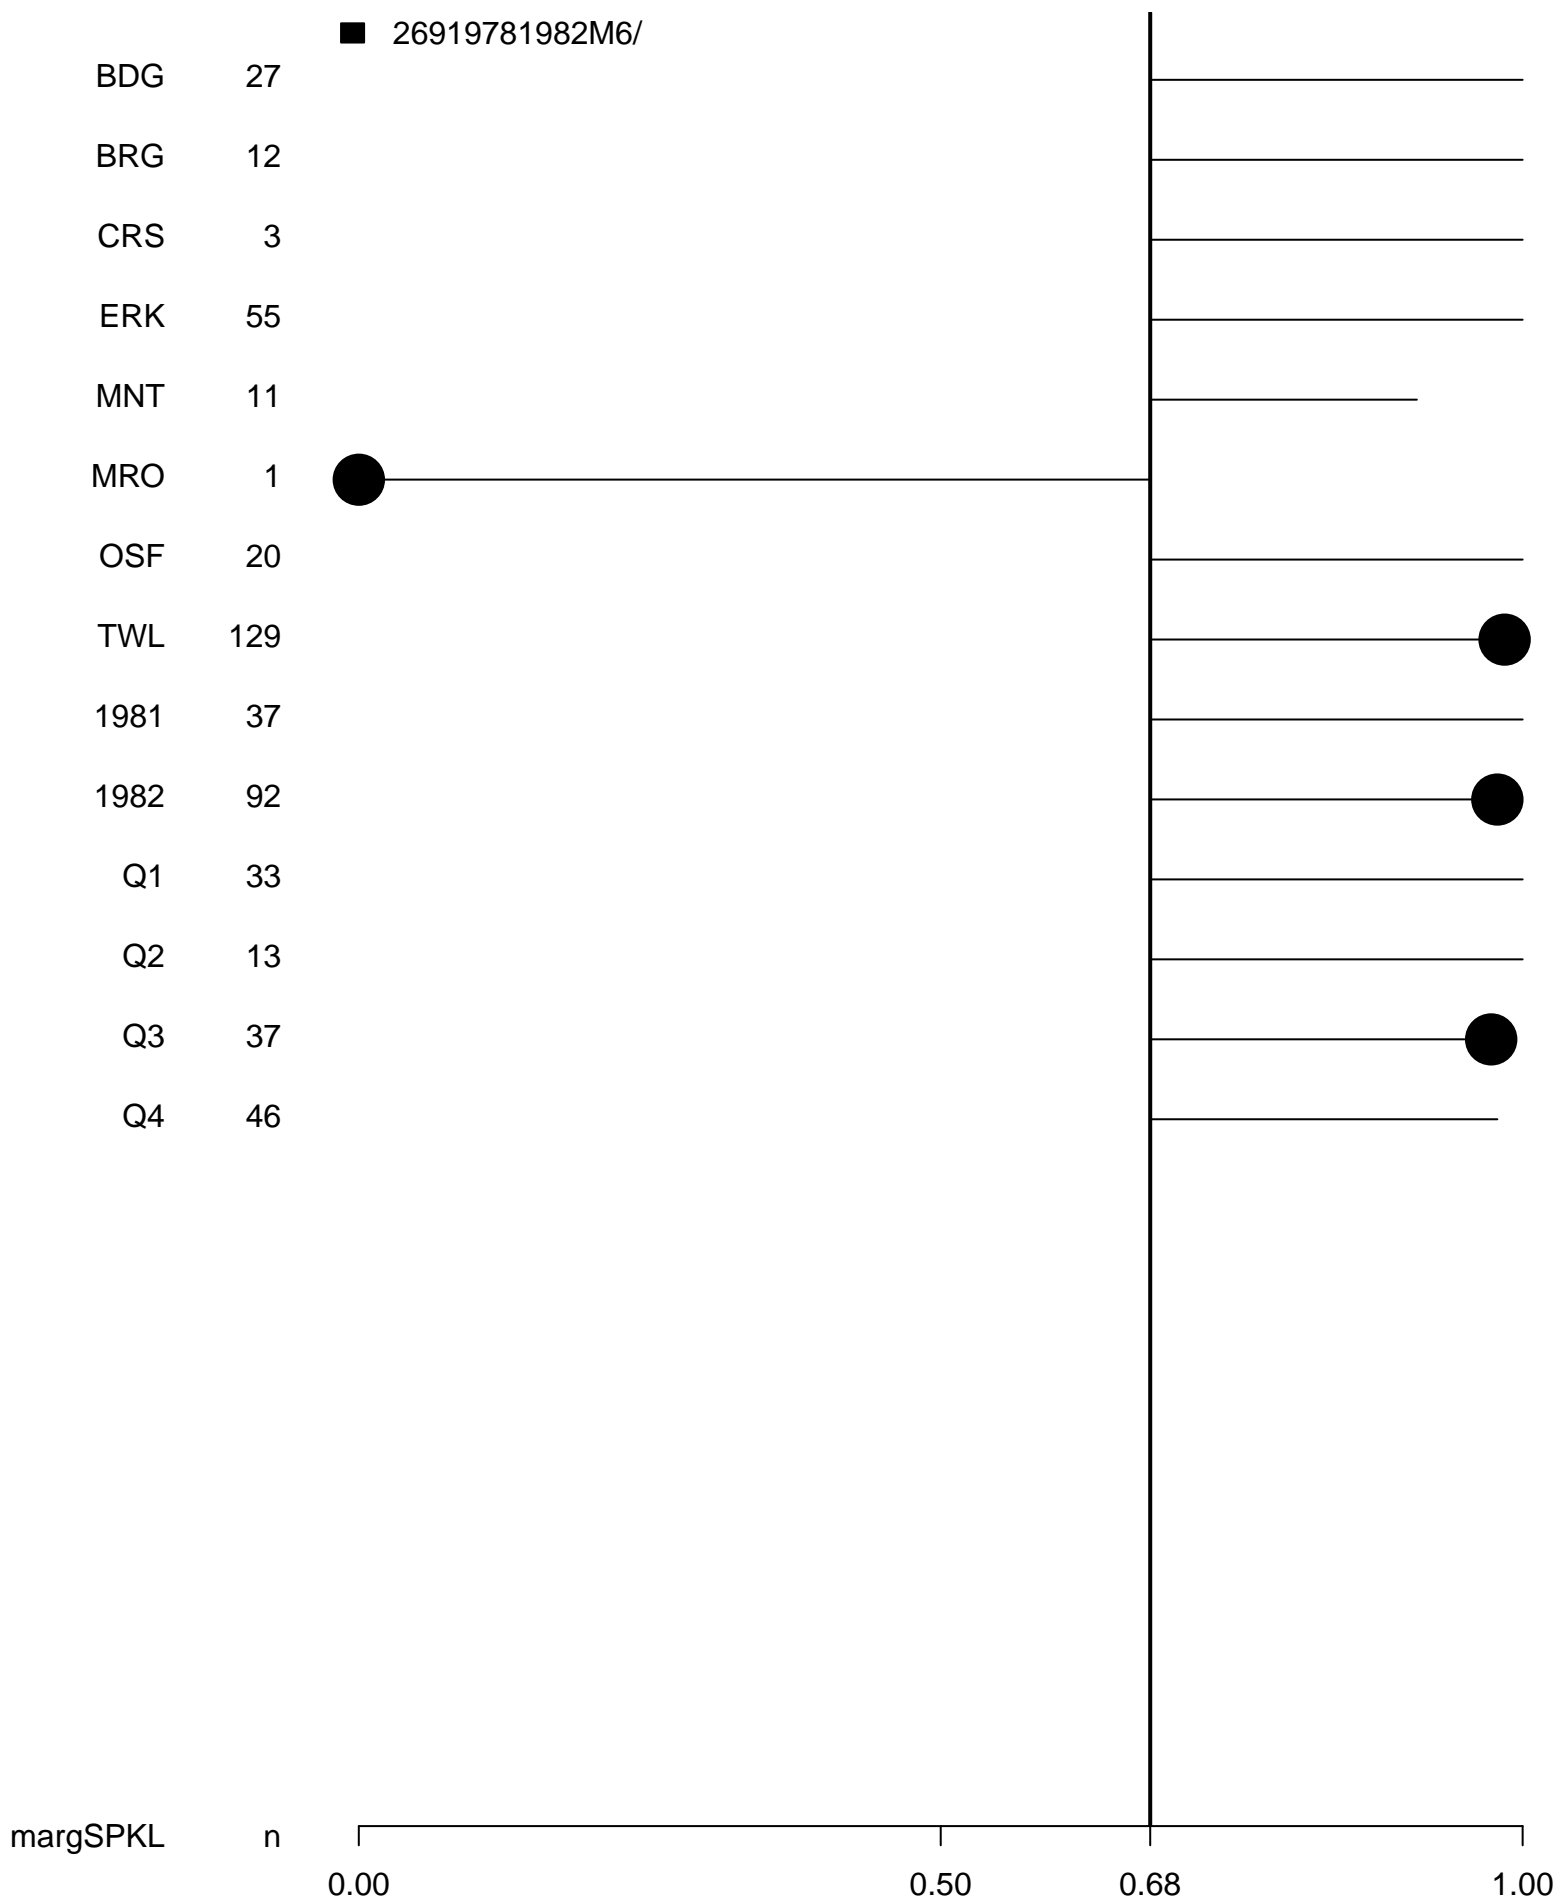 26919781982M6/
BDG 27
BRG 12
CRS 3
ERK 55
MNT 11
MRO 1
OSF 20
TWL 129
1981 37
1982 92
Q1 33
Q2 13
Q3 37
Q4 46
margSPKL n
0.00 0.50 0.68 1.00